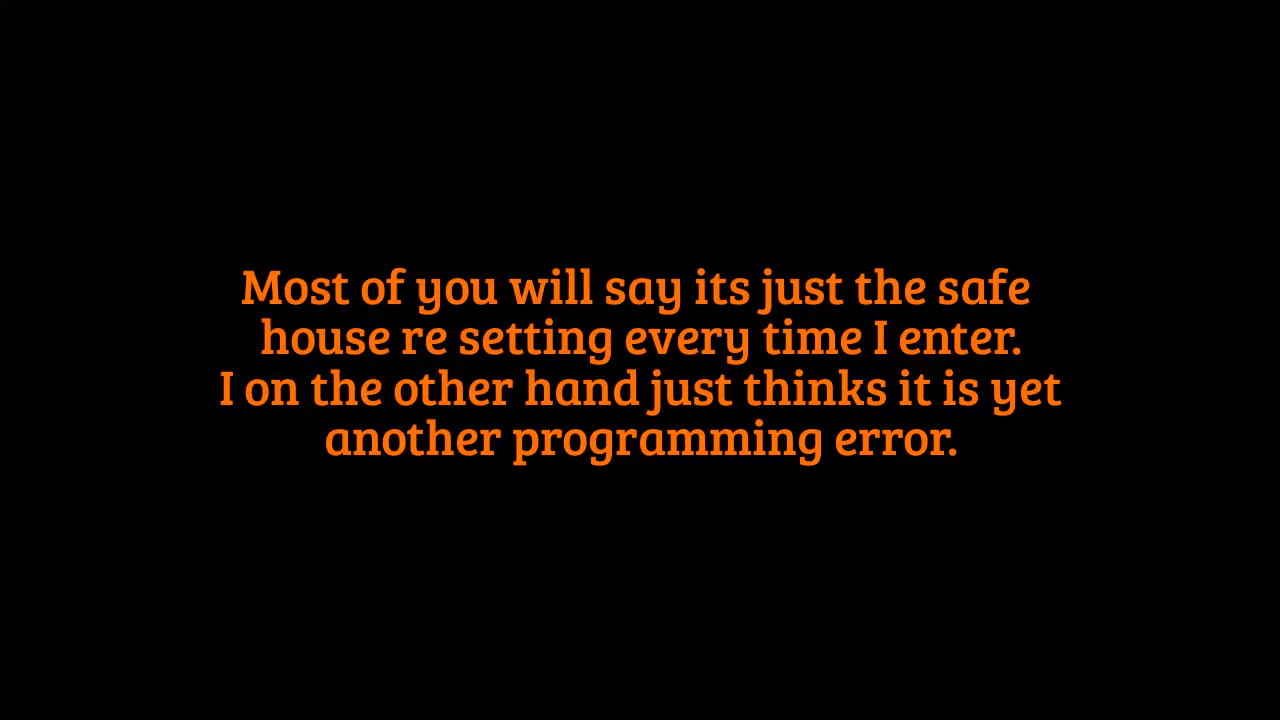 Most of you will say its just the safe
house re setting every time I enter.
I on the other hand just thinks it is yet
another programming error.